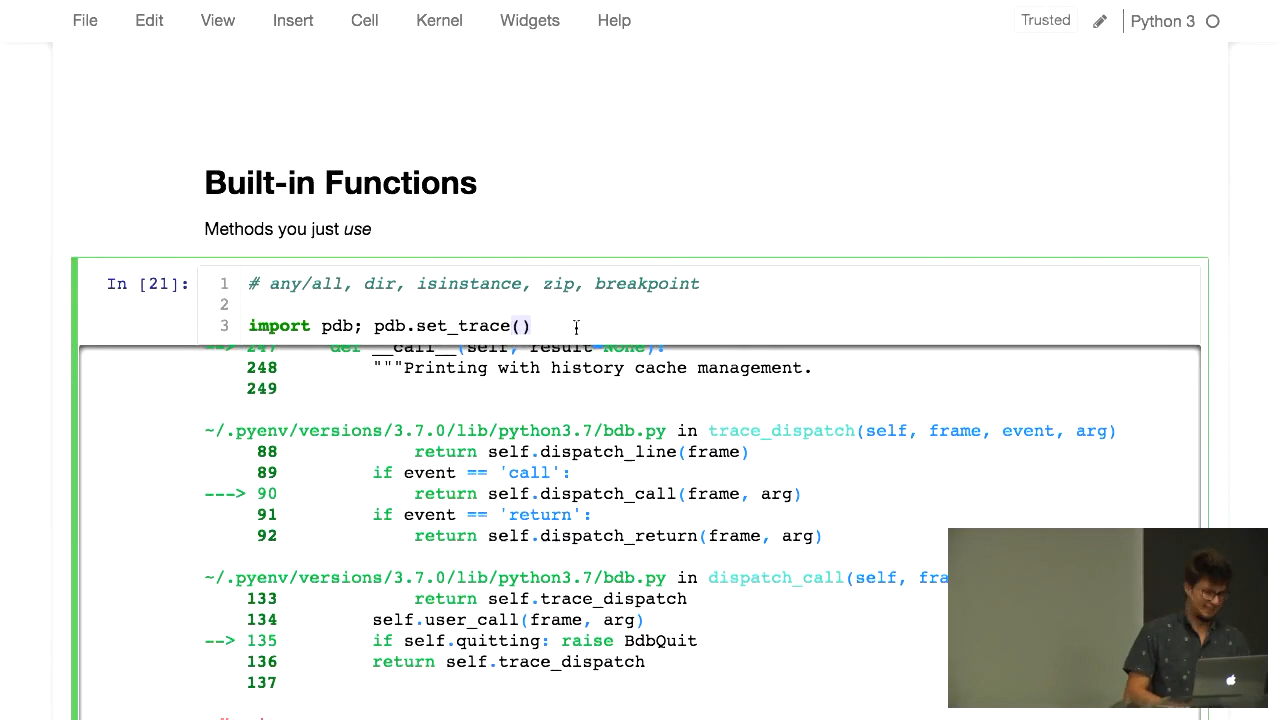 File Edit View Insert Cell Kernel Widgets Help Trusted Python 3
Built-in Functions
Methods you just use
In [21]: 1 # any/all, dir, isinstance, zip, breakpoint
2
3 import pdb; pdb.set_trace()
--> 247 def __call__(self, result=None):
248 """Printing with history cache management.
249
~/.pyenv/versions/3.7.0/lib/python3.7/bdb.py in trace_dispatch(self, frame, event, arg)
88 return self.dispatch_line(frame)
89 if event == 'call':
---> 90 return self.dispatch_call(frame, arg)
91 if event == 'return':
92 return self.dispatch_return(frame, arg)
~/.pyenv/versions/3.7.0/lib/python3.7/bdb.py in dispatch_call(self, fra
133 return self.trace_dispatch
134 self.user_call(frame, arg)
--> 135 if self.quitting: raise BdbQuit
136 return self.trace_dispatch
137